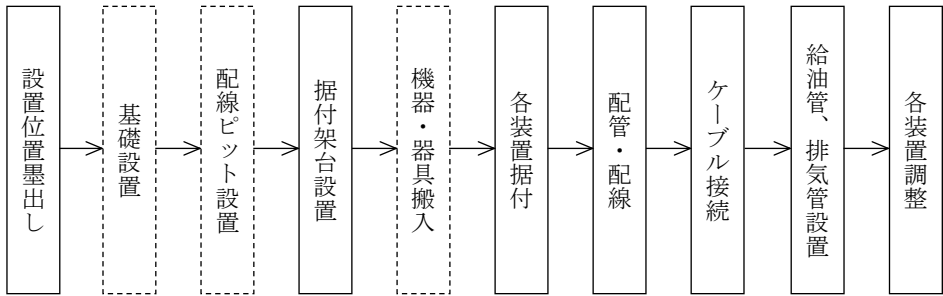 設置位置墨出し
基礎設置
配線ピット設置
据付架台設置
機器・器具搬入
各装置据付
配管・配線
ケーブル接続
給油管、排気管設置
各装置調整